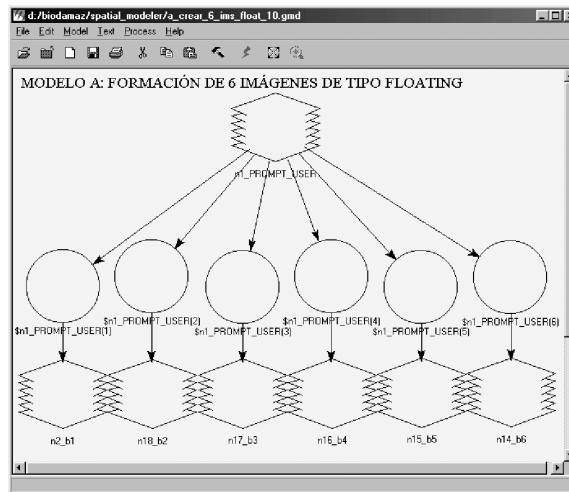 d:/biodamaz/spatial_modeler/a_crear_6_ims_float_10.gmd
File Edit Model Text Process Help
MODELO A: FORMACIÓN DE 6 IMÁGENES DE TIPO FLOATING
n1_PROMPT_USER
$n1_PROMPT_USER(1)
$n1_PROMPT_USER(2)
$n1_PROMPT_USER(3)
$n1_PROMPT_USER(4)
$n1_PROMPT_USER(5)
$n1_PROMPT_USER(6)
n2_b1 n18_b2 n17_b3 n16_b4 n15_b5 n14_b6